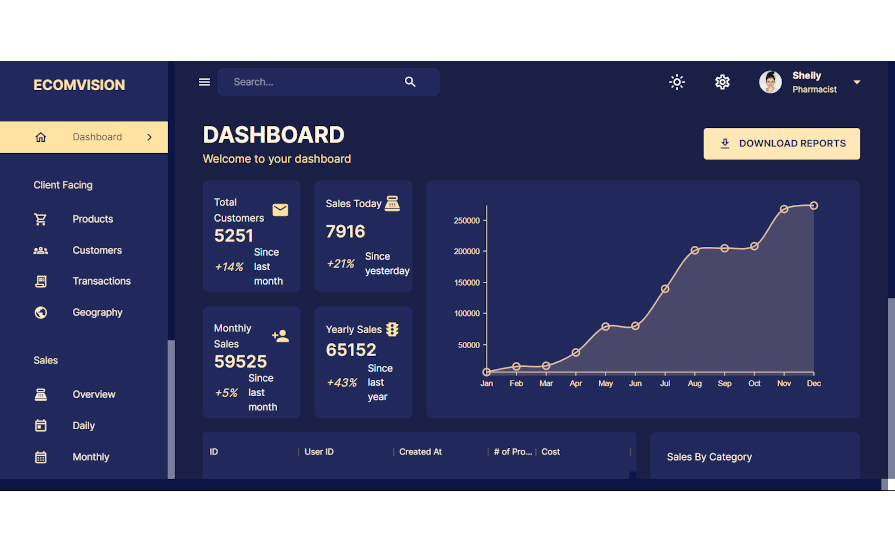 ECOMVISION
Search...
Shelly
Pharmacist
Dashboard
Client Facing
Products
Customers
Transactions
Geography
Sales
Overview
Daily
Monthly
DASHBOARD
Welcome to your dashboard
DOWNLOAD REPORTS
Total
Customers
5251
+14%
Since
last
month
Sales Today
7916
+21%
Since
yesterday
Monthly
Sales
59525
+5%
Since
last
month
Yearly Sales
65152
+43%
Since
last
year
250000
200000
150000
100000
50000
Jan Feb Mar Apr May Jun Jul Aug Sep Oct Nov Dec
ID User ID Created At # of Pro... Cost
Sales By Category